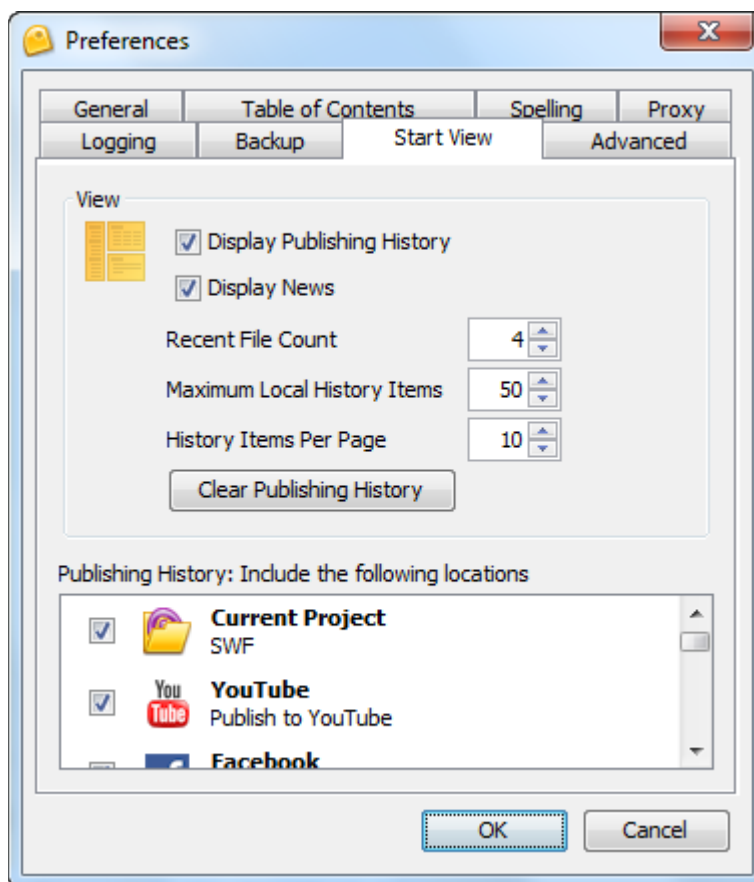 Preferences
General Table of Contents Spelling Proxy
Logging Backup Start View Advanced
View
Display Publishing History
Display News
Recent File Count 4
Maximum Local History Items 50
History Items Per Page 10
Clear Publishing History
Publishing History: Include the following locations
Current Project
SWF
You
Tube
YouTube
Publish to YouTube
Facebook
OK Cancel